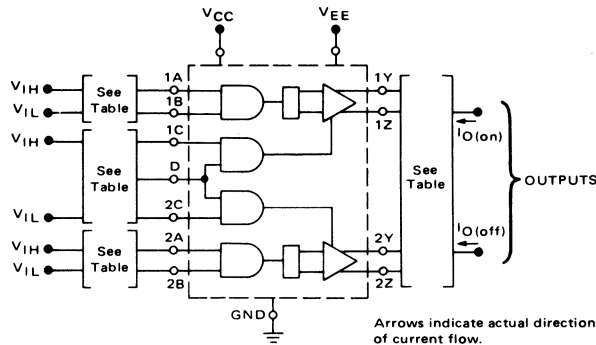 VCC
VEE
VIH
VIL
See
Table
1A
1B
1Y
1Z
VIH
VIL
See
Table
1C
D
2C
See
Table
IO(on)
OUTPUTS
IO(off)
VIH
VIL
See
Table
2A
2B
2Y
2Z
GND
Arrows indicate actual direction
of current flow.